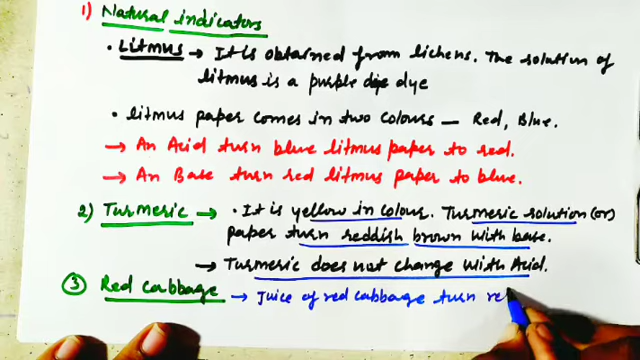 1) Natural indicators
• Litmus → It is obtained from lichens. The solution of
litmus is a purple dye
• litmus paper comes in two colours — Red, Blue.
→ An Acid turn blue litmus paper to red.
→ An Base turn red litmus paper to blue.
2) Turmeric → • It is yellow in colour. Turmeric solution (or)
paper turn reddish brown with base.
→ Turmeric does not change with Acid.
③ Red cabbage → Juice of red cabbage turn re